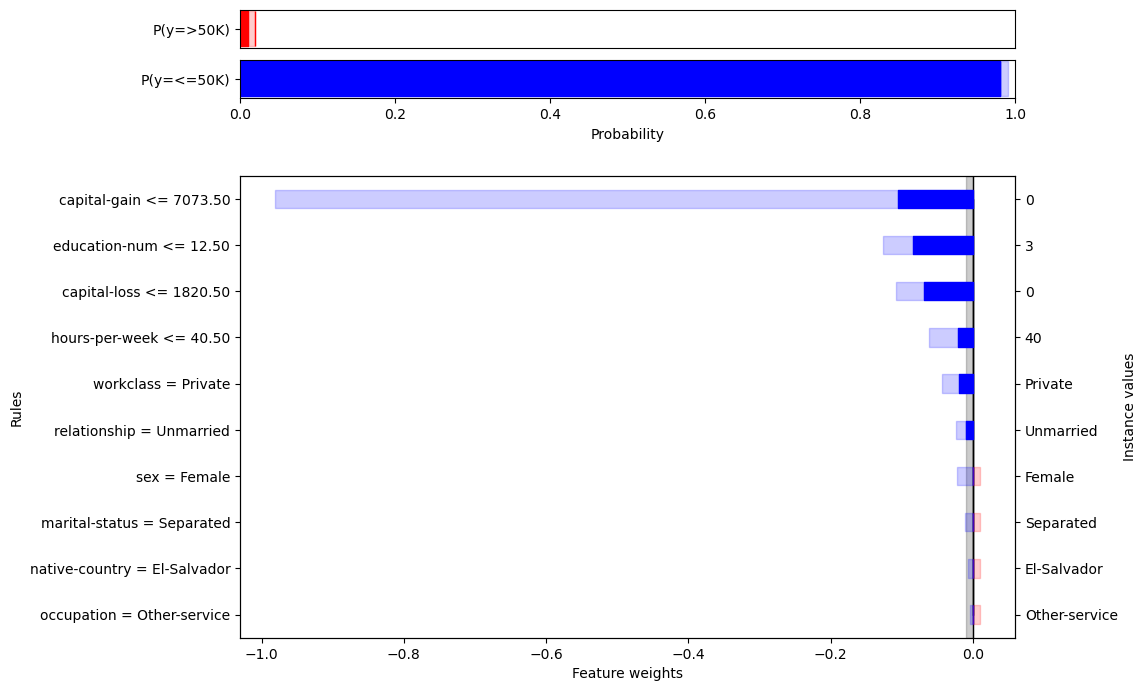 P(y=>50K)
P(y=<=50K)
0.0 0.2 0.4 0.6 0.8 1.0
Probability
capital-gain <= 7073.50 0
education-num <= 12.50 3
capital-loss <= 1820.50 0
hours-per-week <= 40.50 40
workclass = Private Private
relationship = Unmarried Unmarried
sex = Female Female
marital-status = Separated Separated
native-country = El-Salvador El-Salvador
occupation = Other-service Other-service
Rules
Instance values
−1.0 −0.8 −0.6 −0.4 −0.2 0.0
Feature weights